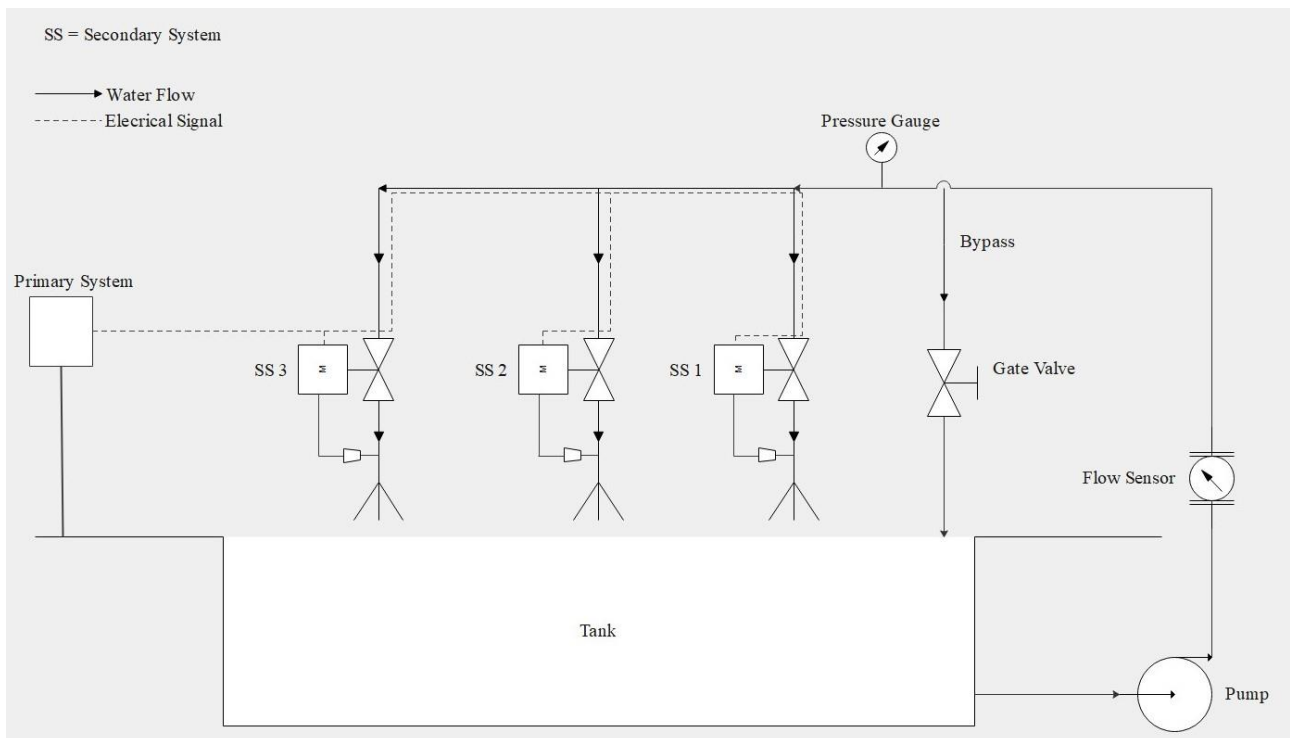 SS = Secondary System
Water Flow
Elecrical Signal
Pressure Gauge
Bypass
Primary System
SS 3
M
SS 2
M
SS 1
M
Gate Valve
Flow Sensor
Tank
Pump